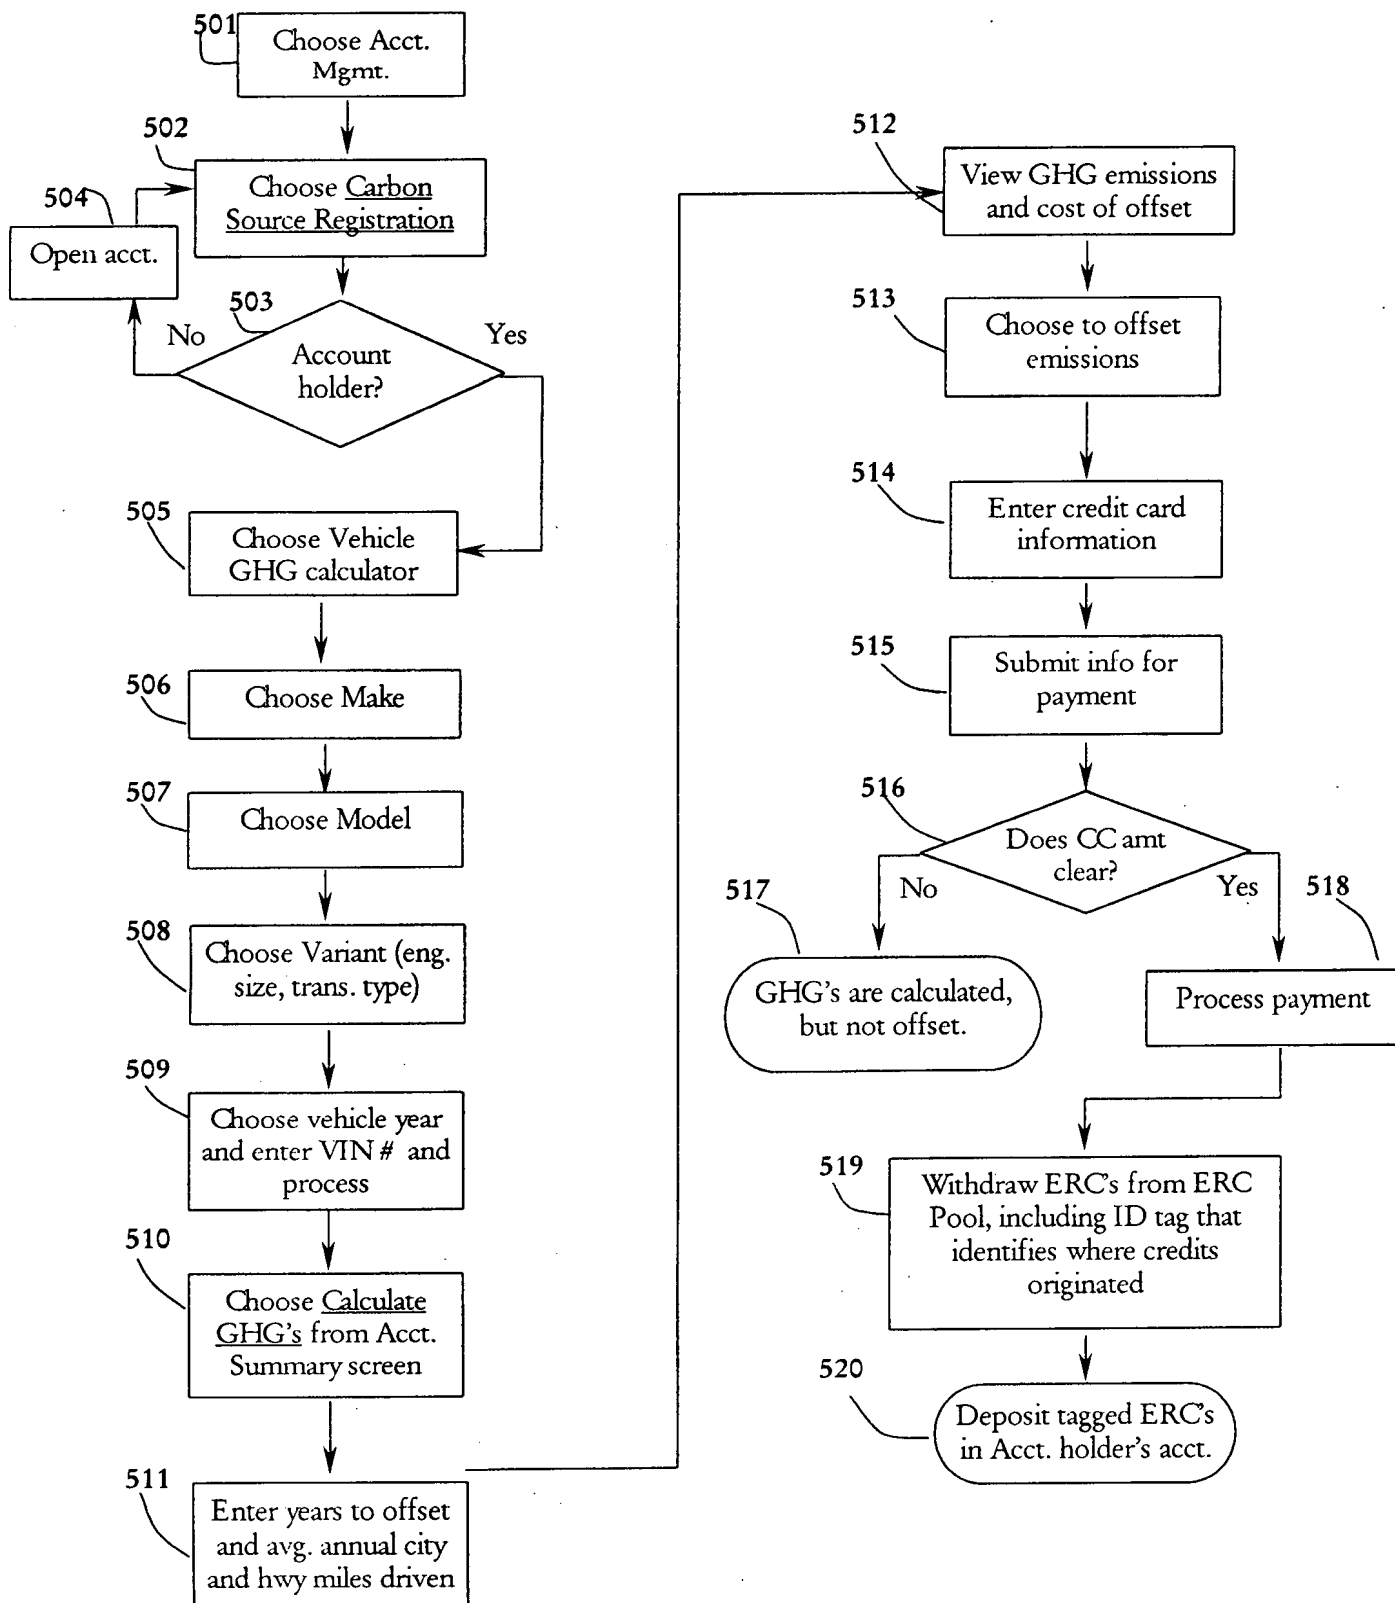 501
Choose Acct.
Mgmt.
502
Choose Carbon
Source Registration
504
Open acct.
503
No
Yes
Account
holder?
505
Choose Vehicle
GHG calculator
506
Choose Make
507
Choose Model
508
Choose Variant (eng.
size, trans. type)
509
Choose vehicle year
and enter VIN # and
process
510
Choose Calculate
GHG's from Acct.
Summary screen
511
Enter years to offset
and avg. annual city
and hwy miles driven
512
View GHG emissions
and cost of offset
513
Choose to offset
emissions
514
Enter credit card
information
515
Submit info for
payment
516
Does CC amt
clear?
No
Yes
517
GHG's are calculated,
but not offset.
518
Process payment
519
Withdraw ERC's from ERC
Pool, including ID tag that
identifies where credits
originated
520
Deposit tagged ERC's
in Acct. holder's acct.